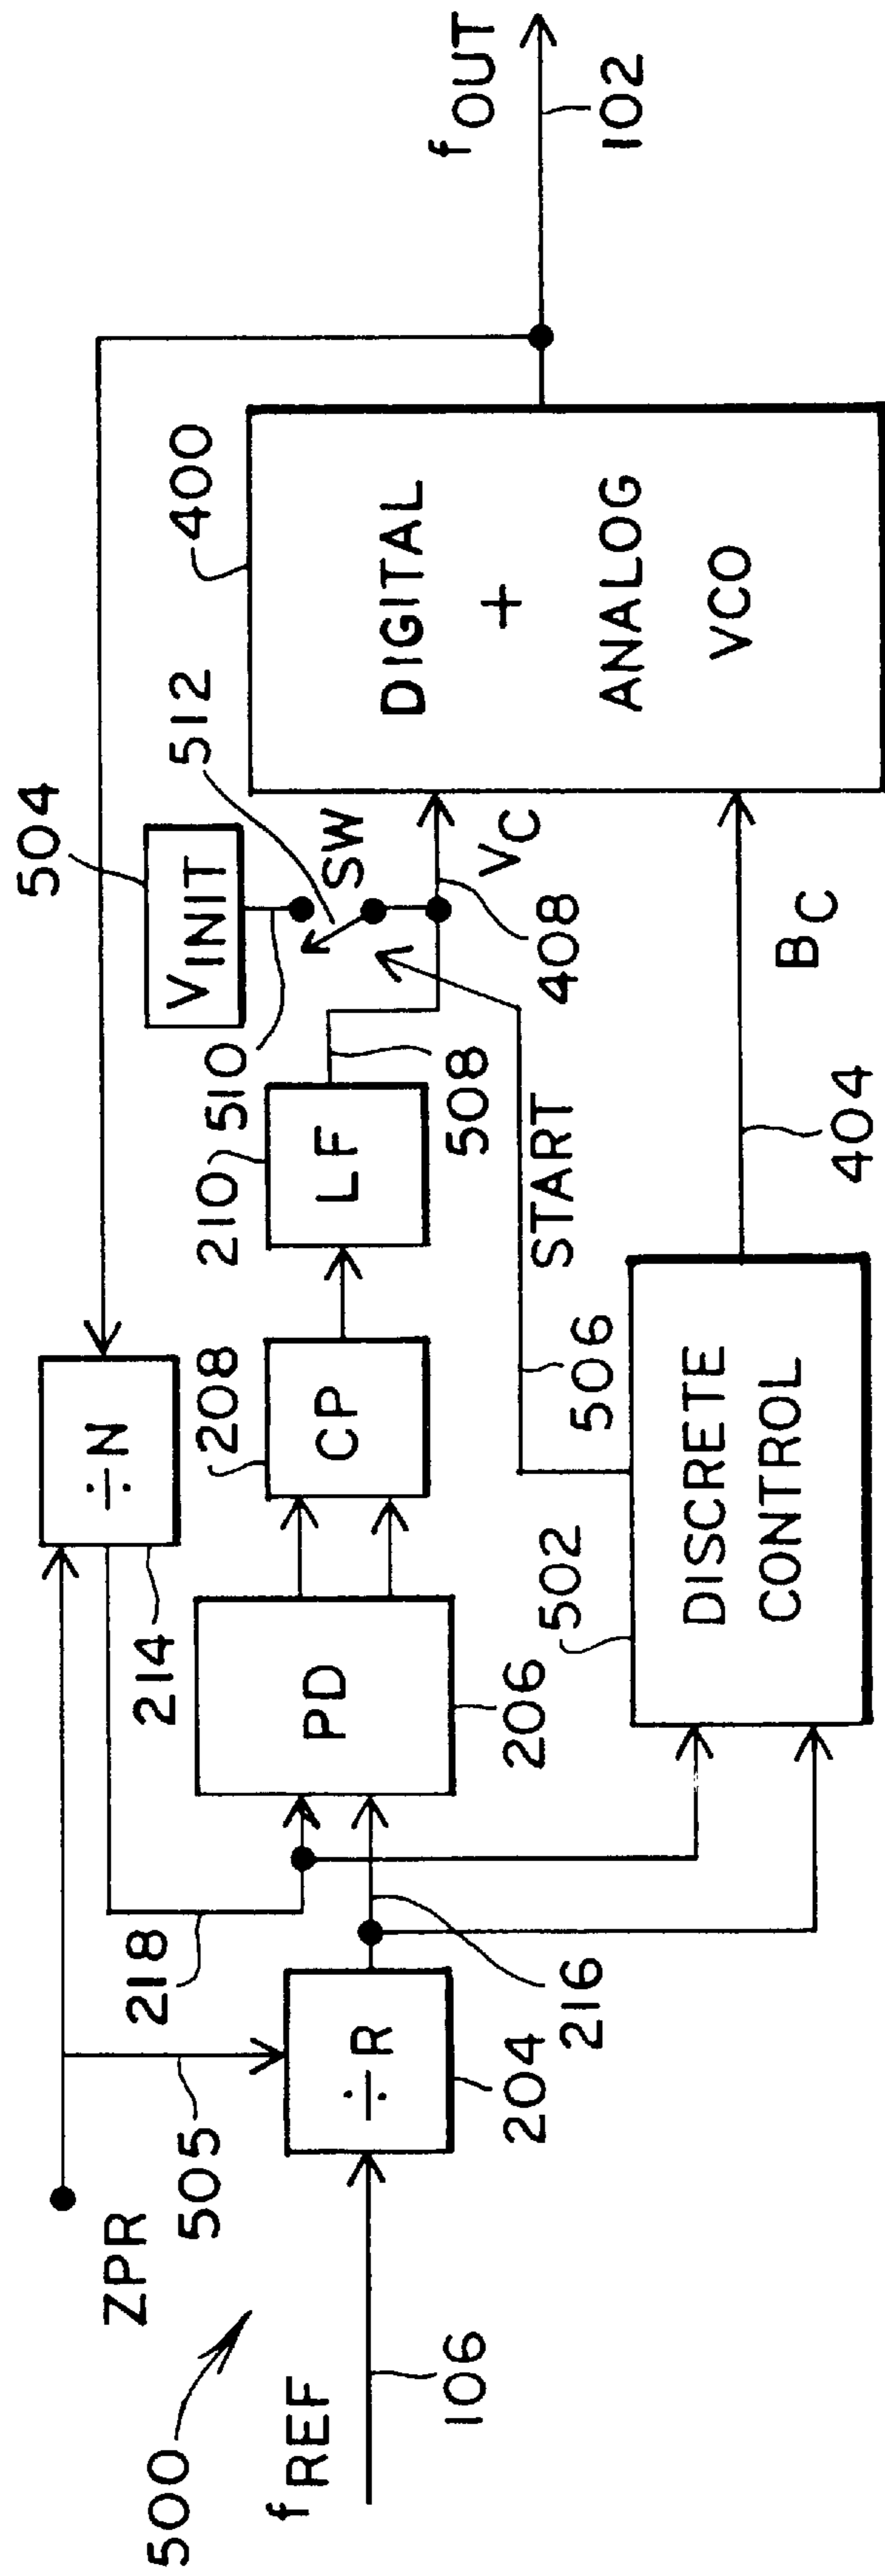 500
fREF
106
ZPR
505
÷R
204
216
218
÷N
214
PD
206
CP
208
LF
210
508
VINIT
504
510
SW
512
VC
408
START
506
DISCRETE
CONTROL
502
BC
404
DIGITAL
+
ANALOG
VCO
400
fOUT
102